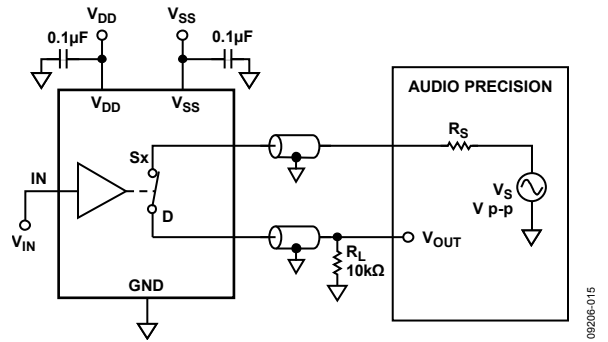 VDD
VSS
0.1µF
0.1µF
VDD
VSS
AUDIO PRECISION
RS
Sx
IN
VS
V p-p
D
VIN
VOUT
RL
10kΩ
GND
09206-015